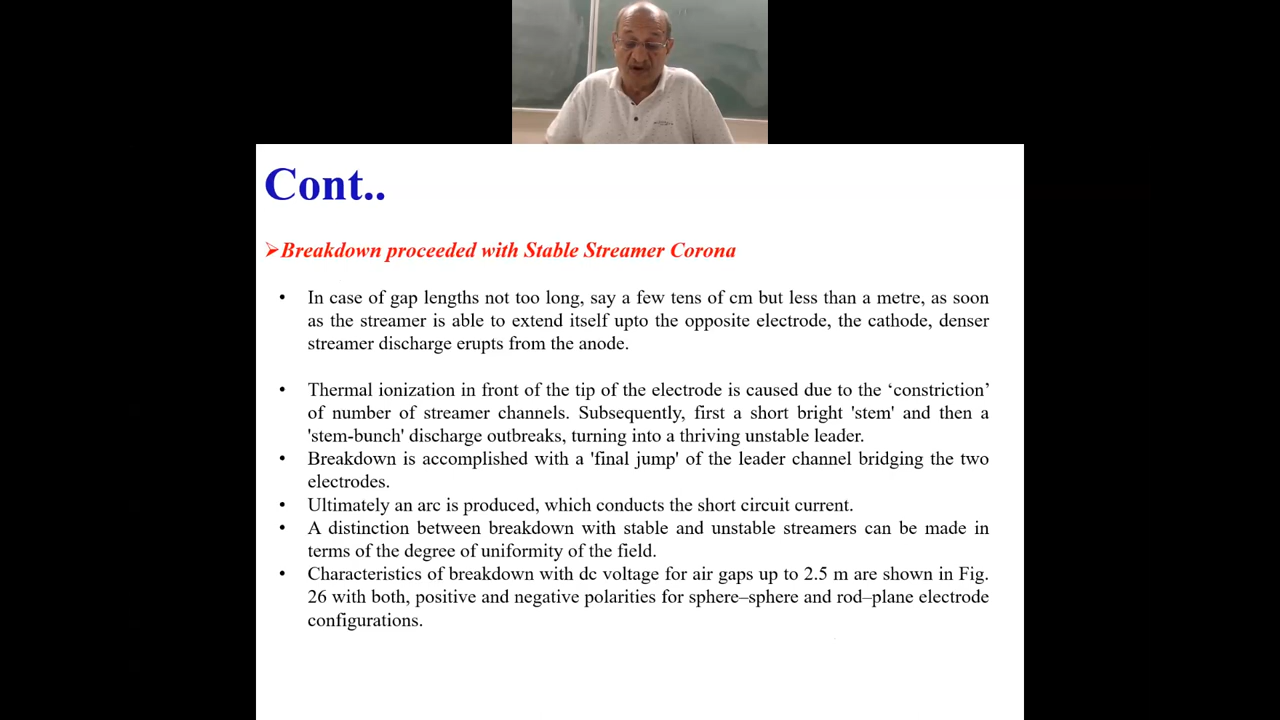 Cont..
➢Breakdown proceeded with Stable Streamer Corona
• In case of gap lengths not too long, say a few tens of cm but less than a metre, as soon
as the streamer is able to extend itself upto the opposite electrode, the cathode, denser
streamer discharge erupts from the anode.
• Thermal ionization in front of the tip of the electrode is caused due to the ‘constriction’
of number of streamer channels. Subsequently, first a short bright 'stem' and then a
'stem-bunch' discharge outbreaks, turning into a thriving unstable leader.
• Breakdown is accomplished with a 'final jump' of the leader channel bridging the two
electrodes.
• Ultimately an arc is produced, which conducts the short circuit current.
• A distinction between breakdown with stable and unstable streamers can be made in
terms of the degree of uniformity of the field.
• Characteristics of breakdown with dc voltage for air gaps up to 2.5 m are shown in Fig.
26 with both, positive and negative polarities for sphere–sphere and rod–plane electrode
configurations.